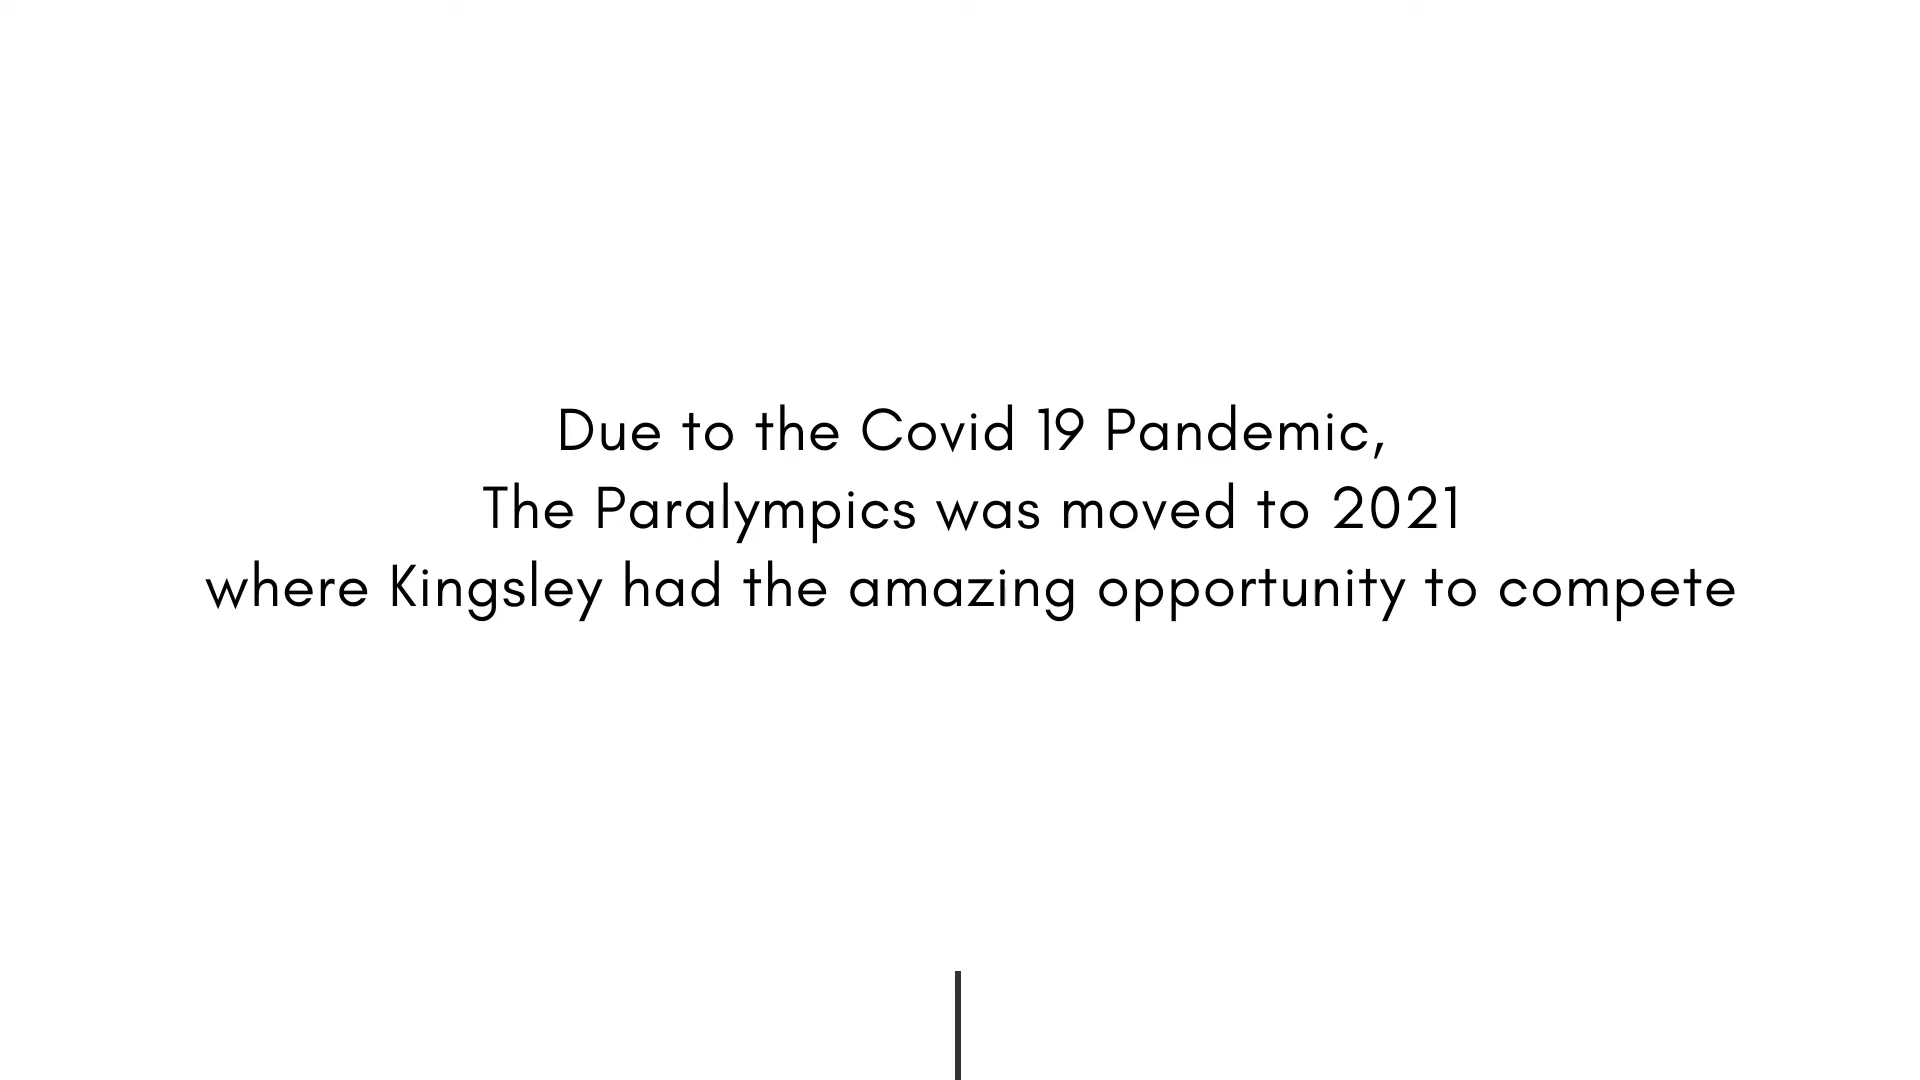 Due to the Covid 19 Pandemic,
The Paralympics was moved to 2021
where Kingsley had the amazing opportunity to compete